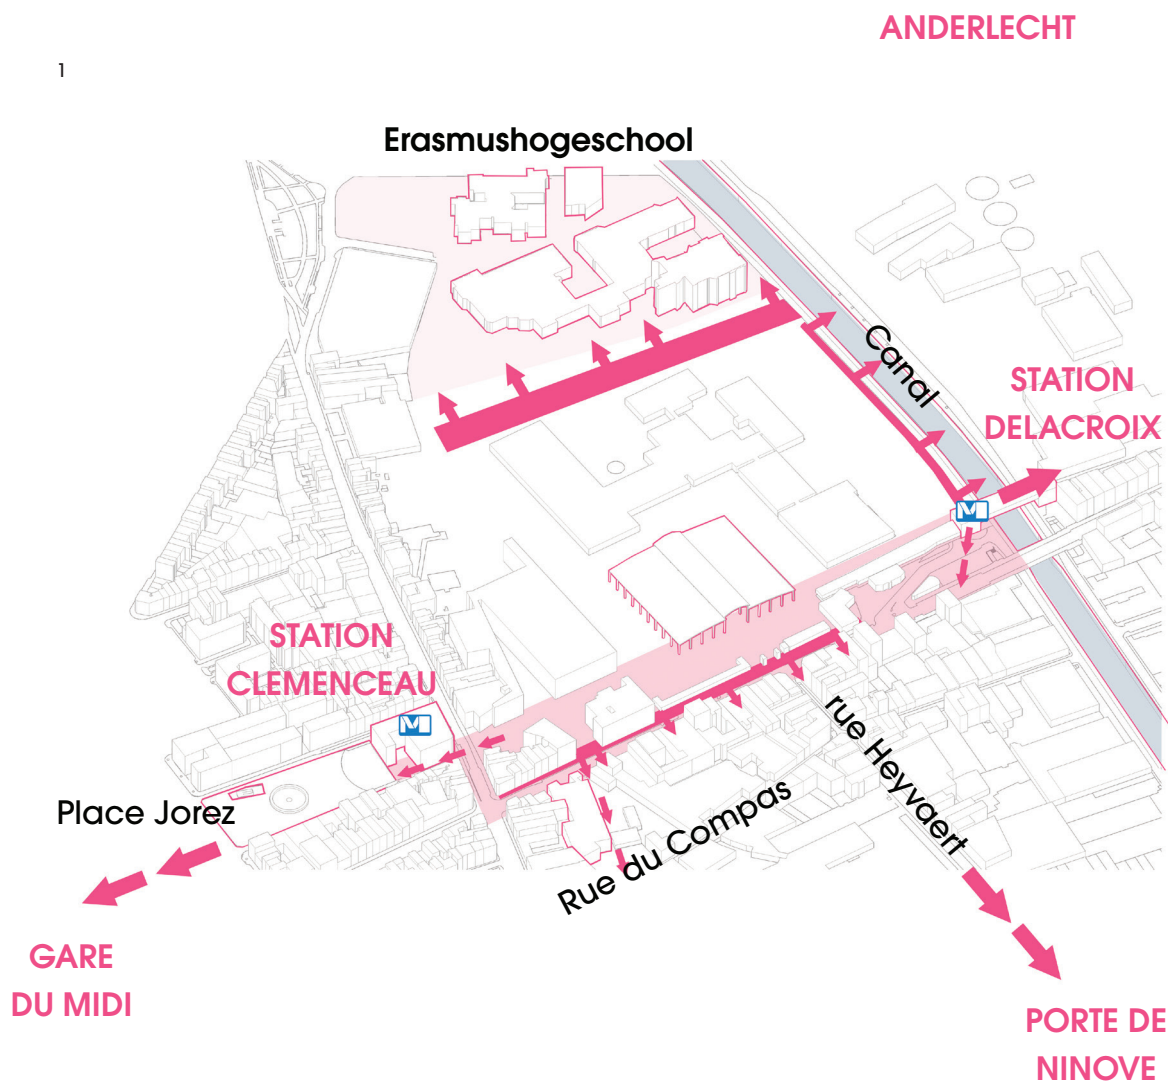 ANDERLECHT
1
Erasmushogeschool
Canal
STATION
DELACROIX
M
STATION
CLEMENCEAU
M
rue Heyvaert
Place Jorez
Rue du Compas
GARE
DU MIDI
PORTE DE
NINOVE